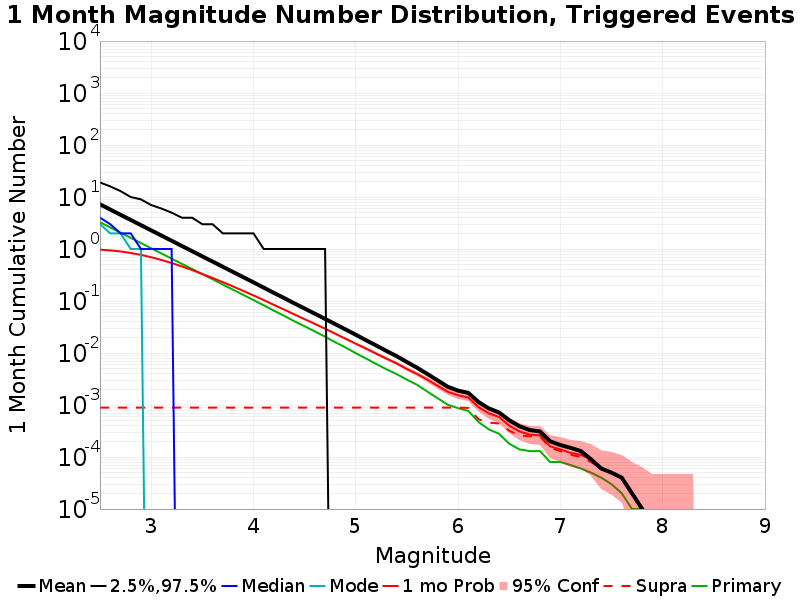 1 Month Magnitude Number Distribution, Triggered Events
1 Month Cumulative Number
10^4
10^3
10^2
10^1
10^0
10^-1
10^-2
10^-3
10^-4
10^-5
3 4 5 6 7 8 9
Magnitude
Mean 2.5%,97.5% Median Mode 1 mo Prob 95% Conf Supra Primary